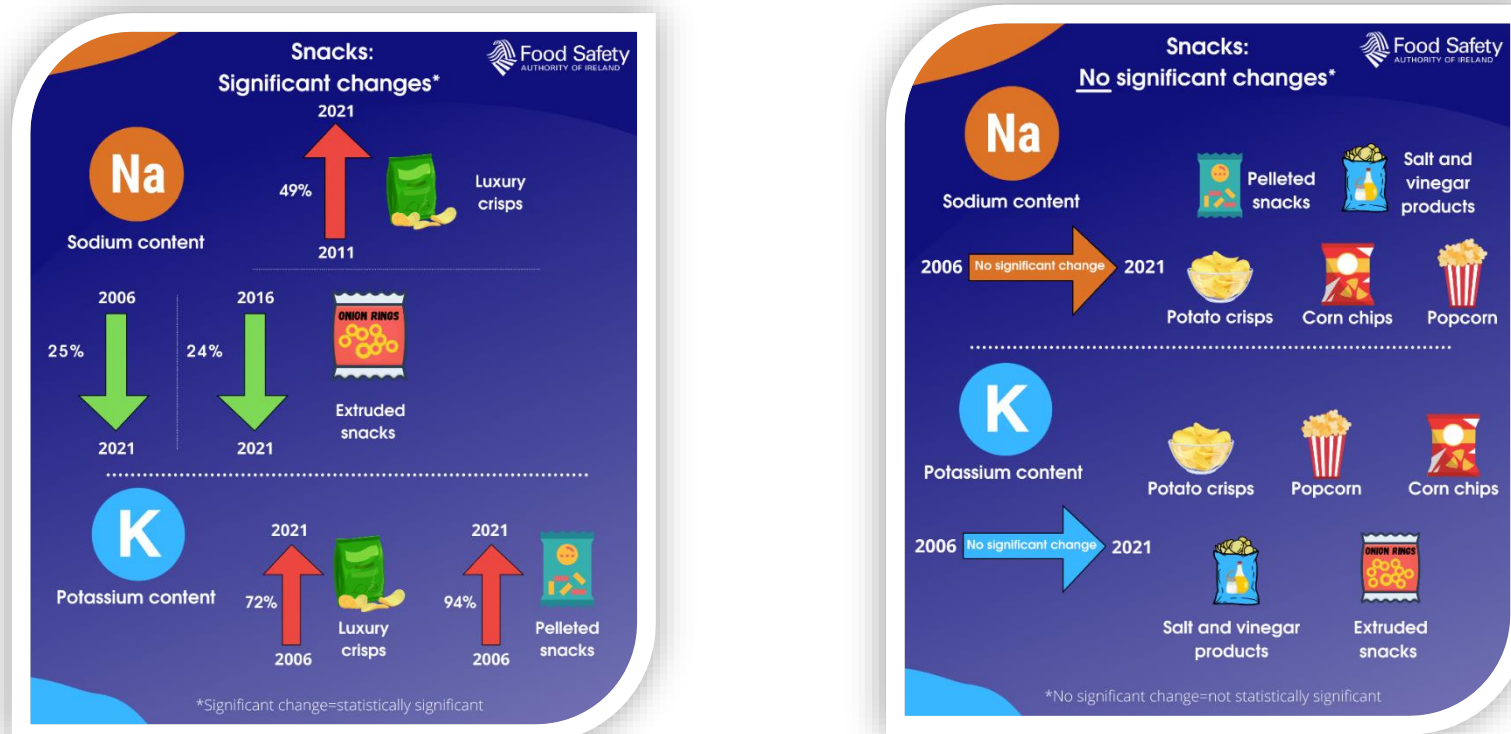 Snacks:
Significant changes*
Food Safety
AUTHORITY OF IRELAND
Na
Sodium content
2021
49%
2011
Luxury
crisps
2006
25%
2021
2016
24%
2021
ONION RINGS
Extruded
snacks
K
Potassium content
2021
72%
2006
Luxury
crisps
2021
94%
2006
Pelleted
snacks
*Significant change=statistically significant
Snacks:
No significant changes*
Food Safety
AUTHORITY OF IRELAND
Na
Sodium content
Pelleted
snacks
Salt and
vinegar
products
2006 No significant change 2021
Potato crisps Corn chips Popcorn
K
Potassium content
Potato crisps Popcorn Corn chips
2006 No significant change 2021
ONION RINGS
Salt and vinegar
products
Extruded
snacks
*No significant change=not statistically significant